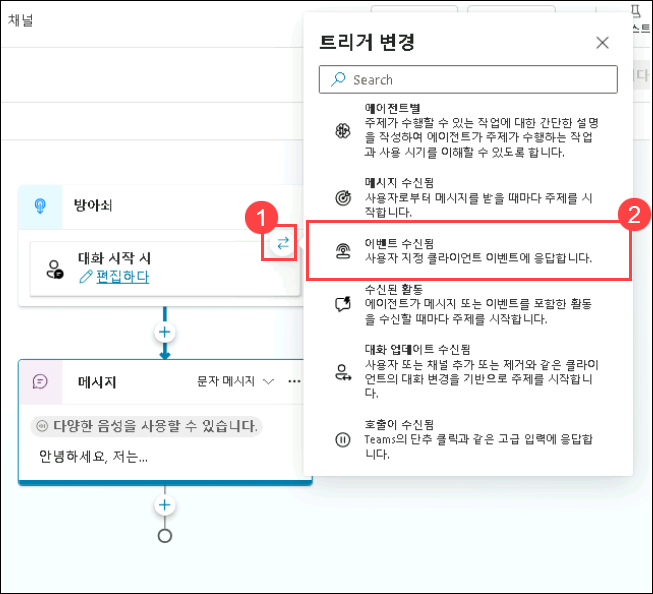 채널
트리거 변경
Search
에이전트별
주제가 수행할 수 있는 작업에 대한 간단한 설명
을 작성하여 에이전트가 주제가 수행하는 작업
과 사용 시기를 이해할 수 있도록 합니다.
메시지 수신됨
사용자로부터 메시지를 받을 때마다 주제를 시
작합니다.
방아쇠
1
2
대화 시작 시
편집하다
이벤트 수신됨
사용자 지정 클라이언트 이벤트에 응답합니다.
수신된 활동
에이전트가 메시지 또는 이벤트를 포함한 활동
을 수신할 때마다 주제를 시작합니다.
대화 업데이트 수신됨
사용자 또는 채널 추가 또는 제거와 같은 클라이
언트의 대화 변경을 기반으로 주제를 시작합니
다.
메시지
문자 메시지
다양한 음성을 사용할 수 있습니다.
안녕하세요, 저는...
호출이 수신됨
Teams의 단추 클릭과 같은 고급 입력에 응답합
니다.